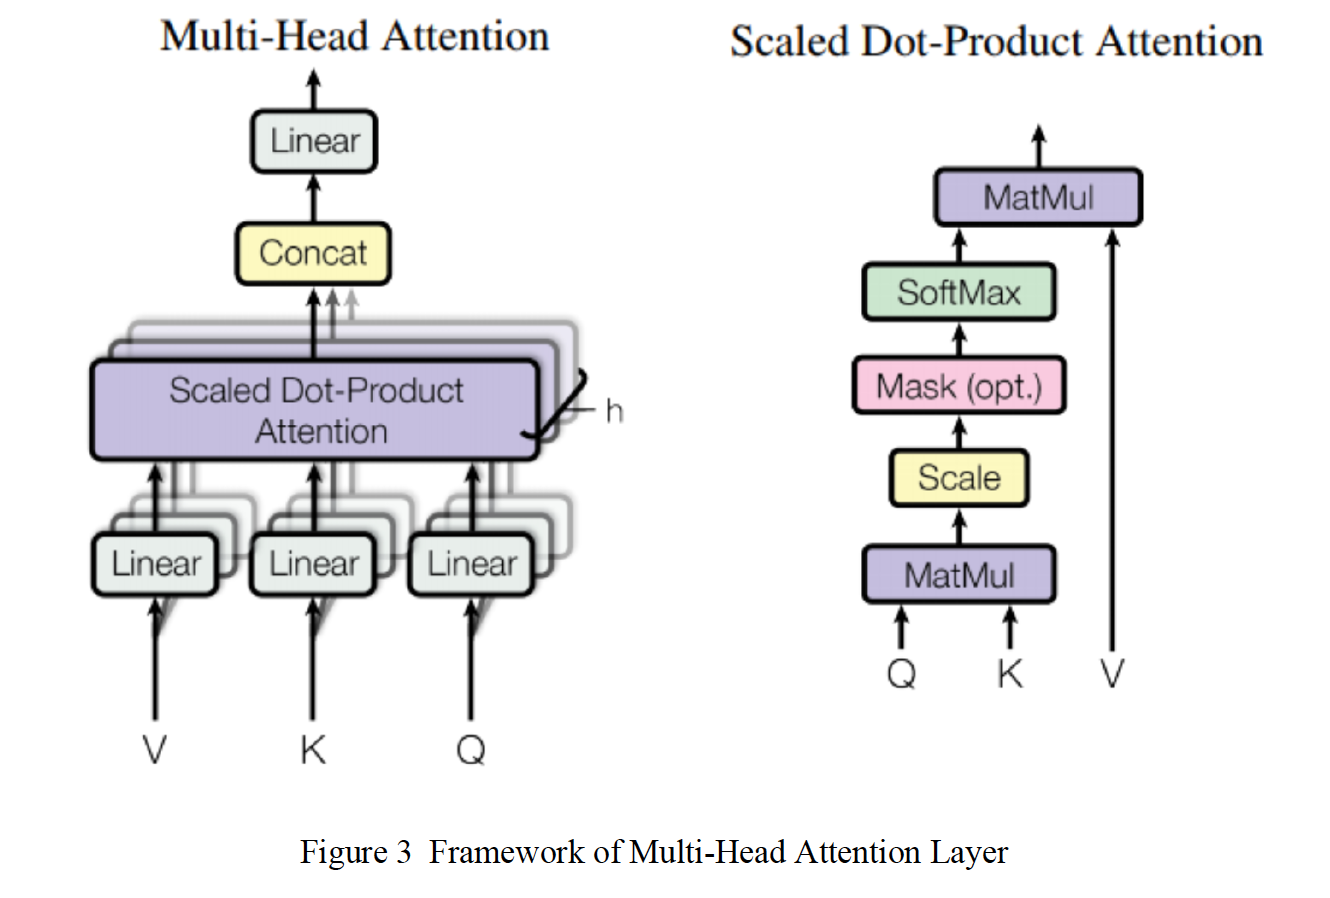 Multi-Head Attention
Linear
Concat
Scaled Dot-Product
Attention
h
Linear
Linear
Linear
V
K
Q
Scaled Dot-Product Attention
MatMul
SoftMax
Mask (opt.)
Scale
MatMul
Q
K
V
Figure 3  Framework of Multi-Head Attention Layer